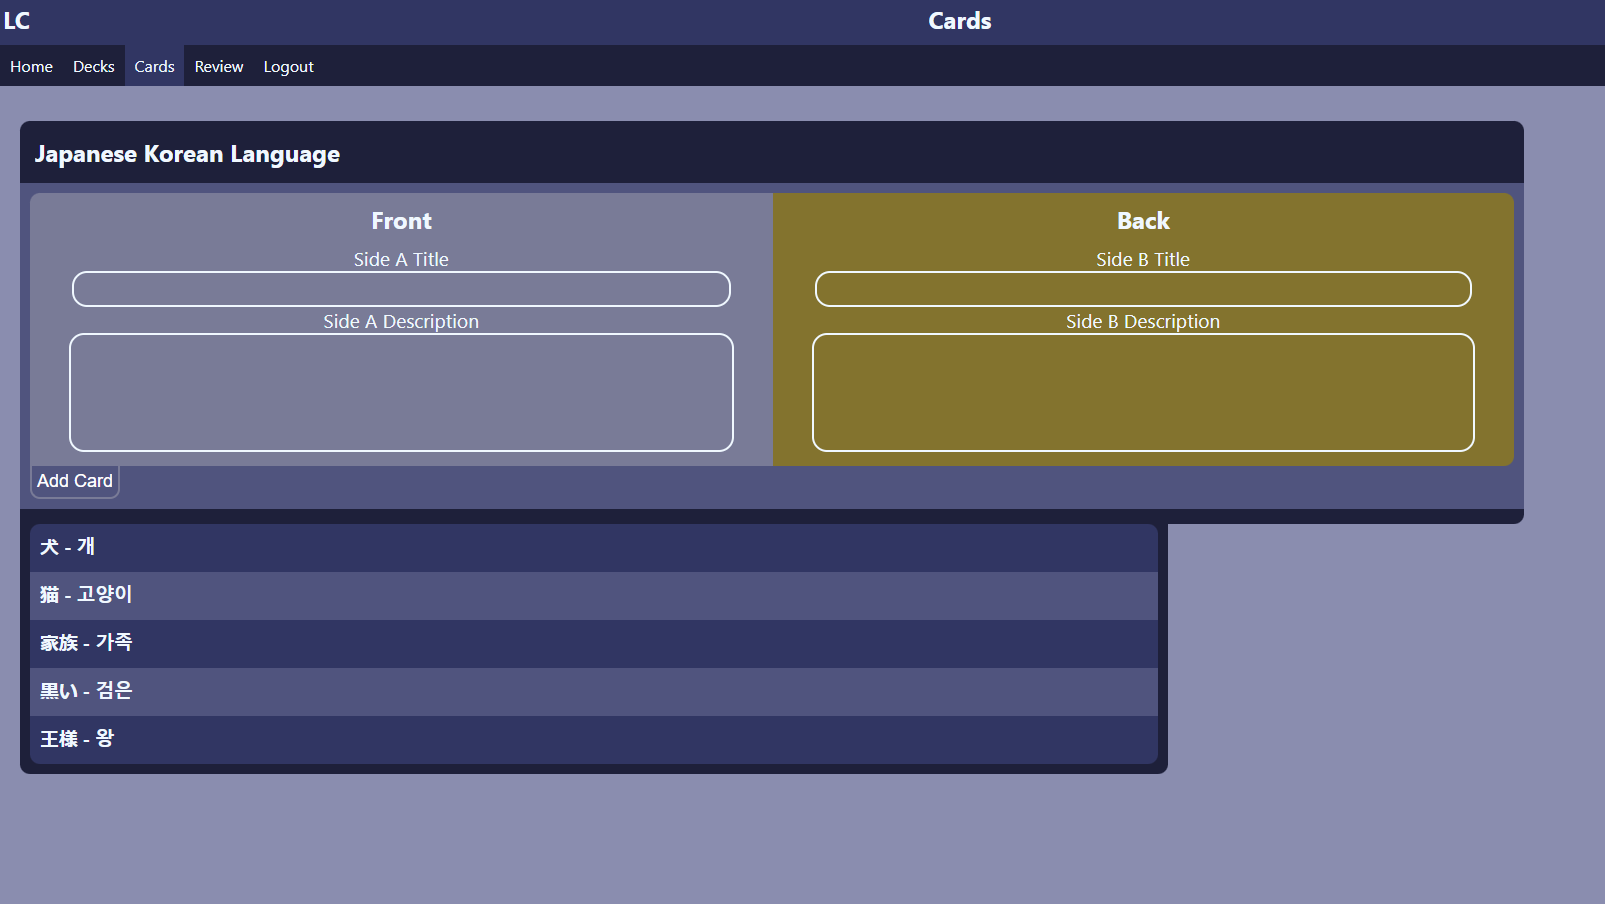 LC Cards
Home Decks Cards Review Logout
Japanese Korean Language
Front
Side A Title
Side A Description
Back
Side B Title
Side B Description
Add Card
犬 - 개
猫 - 고양이
家族 - 가족
黒い - 검은
王様 - 왕